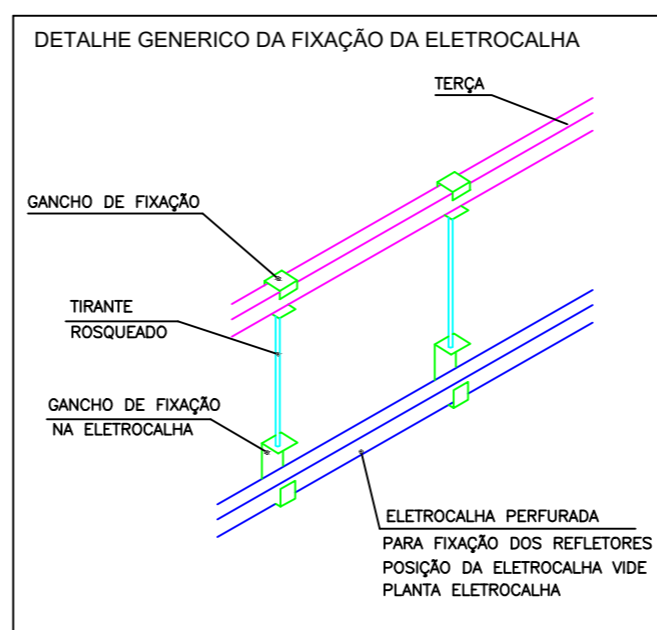 DETALHE GENERICO DA FIXAÇÃO DA ELETROCALHA
TERÇA
GANCHO DE FIXAÇÃO
TIRANTE
ROSQUEADO
GANCHO DE FIXAÇÃO
NA ELETROCALHA
ELETROCALHA PERFURADA
PARA FIXAÇÃO DOS REFLETORES
POSIÇÃO DA ELETROCALHA VIDE
PLANTA ELETROCALHA